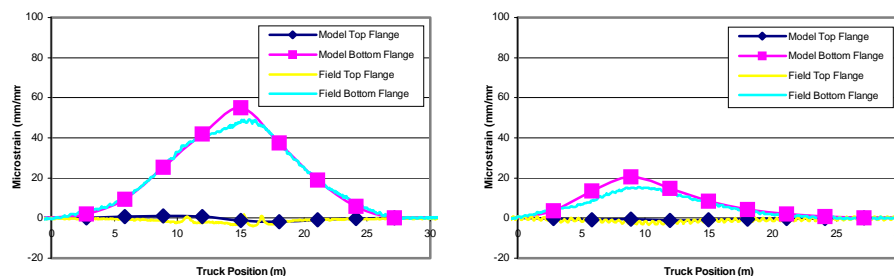 100
80
60
40
20
0
-20
0
5
10
15
20
25
30
Microstrain (mm/mm
Truck Position (m)
Model Top Flange
Model Bottom Flange
Field Top Flange
Field Bottom Flange
100
80
60
40
20
0
-20
0
5
10
15
20
25
Microstrain (mm/mm
Truck Position (m)
Model Top Flange
Model Bottom Flange
Field Top Flange
Field Bottom Flange